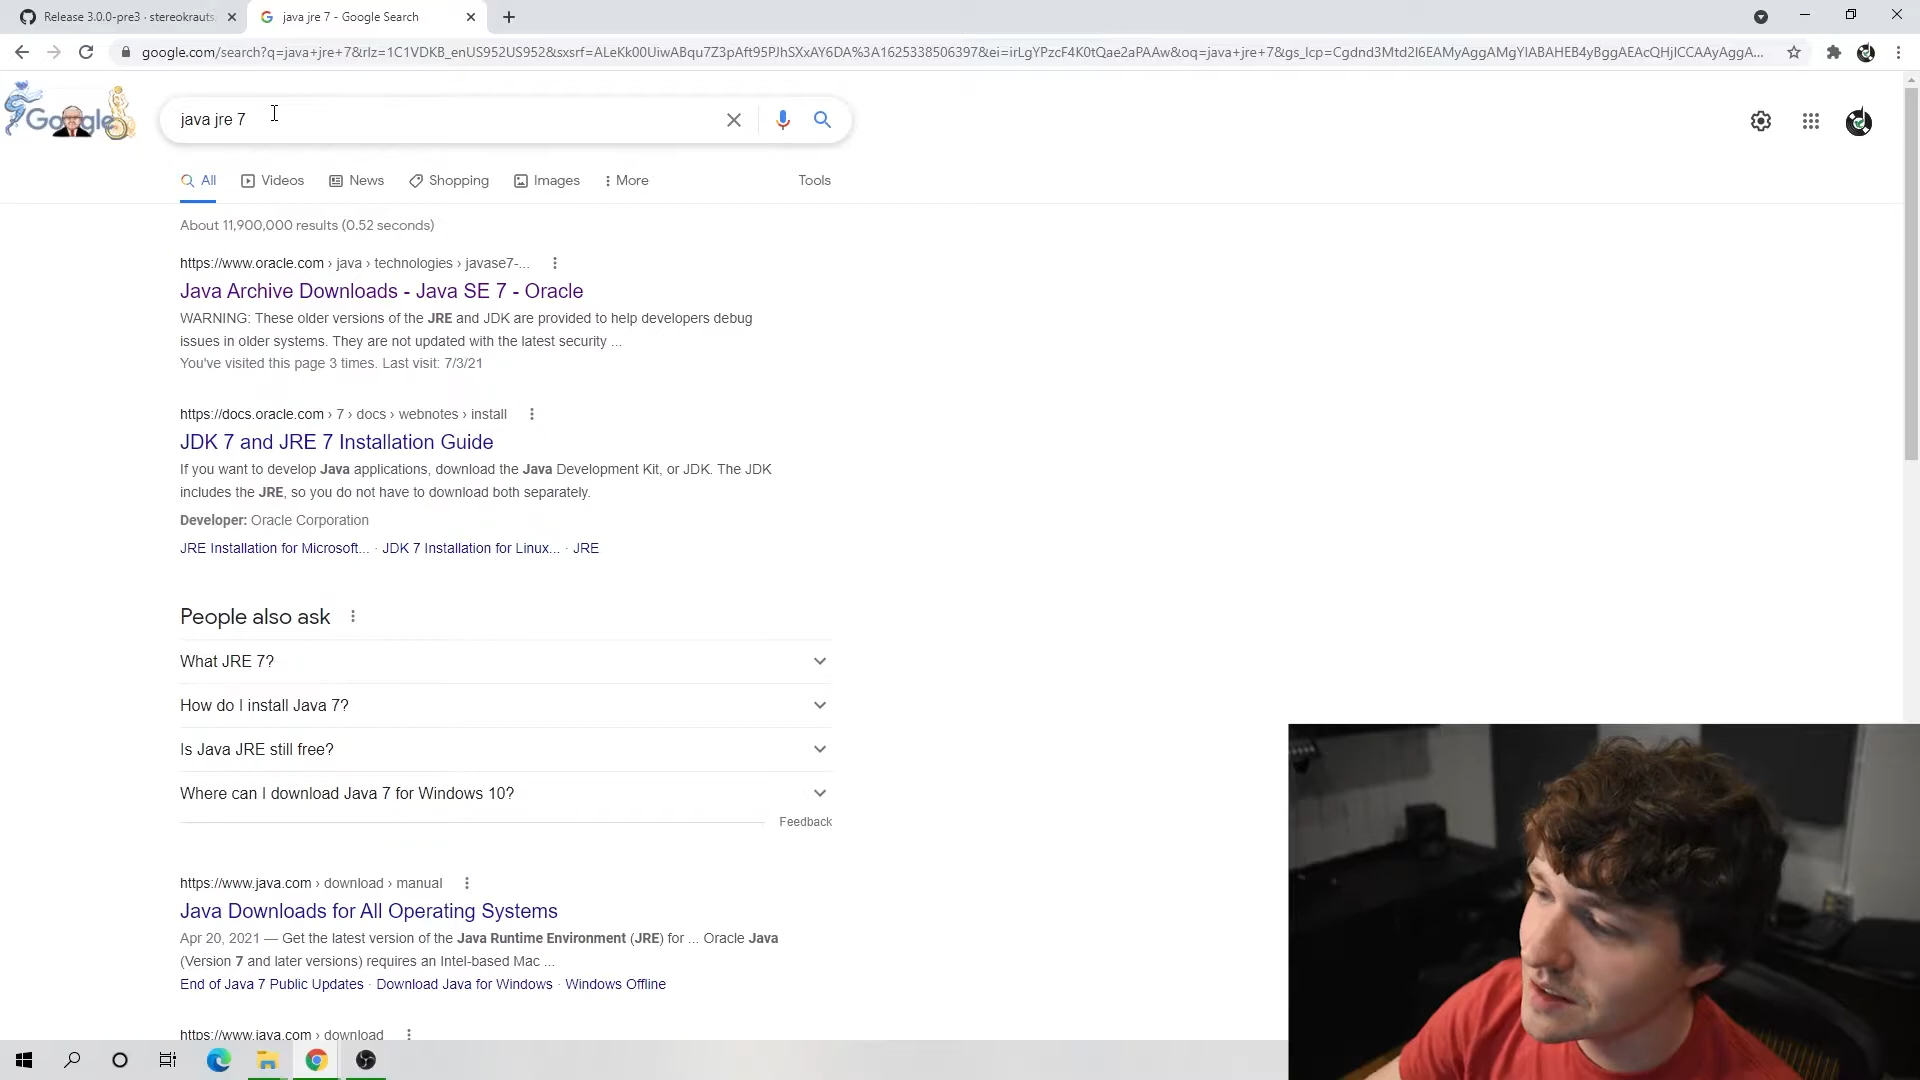 Release 3.0.0-pre3 · stereokrauts
java jre 7 - Google Search
google.com/search?q=java+jre+7&rlz=1C1VDKB_enUS952US952&sxsrf=ALeKk00UiwABqu7Z3pAft95PJhSXxAY6DA%3A1625338506397&ei=irLgYPzcF4K0tQae2aPAAw&oq=java+jre+7&gs_lcp=Cgdnd3Mtd2l6EAMyAggAMgYIABAHEB4yBggAEAcQHjICCAAyAggA...
Google
java jre 7
All Videos News Shopping Images More Tools
About 11,900,000 results (0.52 seconds)
https://www.oracle.com › java › technologies › javase7-...
Java Archive Downloads - Java SE 7 - Oracle
WARNING: These older versions of the JRE and JDK are provided to help developers debug
issues in older systems. They are not updated with the latest security ...
You've visited this page 3 times. Last visit: 7/3/21
https://docs.oracle.com › 7 › docs › webnotes › install
JDK 7 and JRE 7 Installation Guide
If you want to develop Java applications, download the Java Development Kit, or JDK. The JDK
includes the JRE, so you do not have to download both separately.
Developer: Oracle Corporation
JRE Installation for Microsoft... · JDK 7 Installation for Linux... · JRE
People also ask
What JRE 7?
How do I install Java 7?
Is Java JRE still free?
Where can I download Java 7 for Windows 10?
Feedback
https://www.java.com › download › manual
Java Downloads for All Operating Systems
Apr 20, 2021 — Get the latest version of the Java Runtime Environment (JRE) for ... Oracle Java
(Version 7 and later versions) requires an Intel-based Mac ...
End of Java 7 Public Updates · Download Java for Windows · Windows Offline
https://www.java.com › download